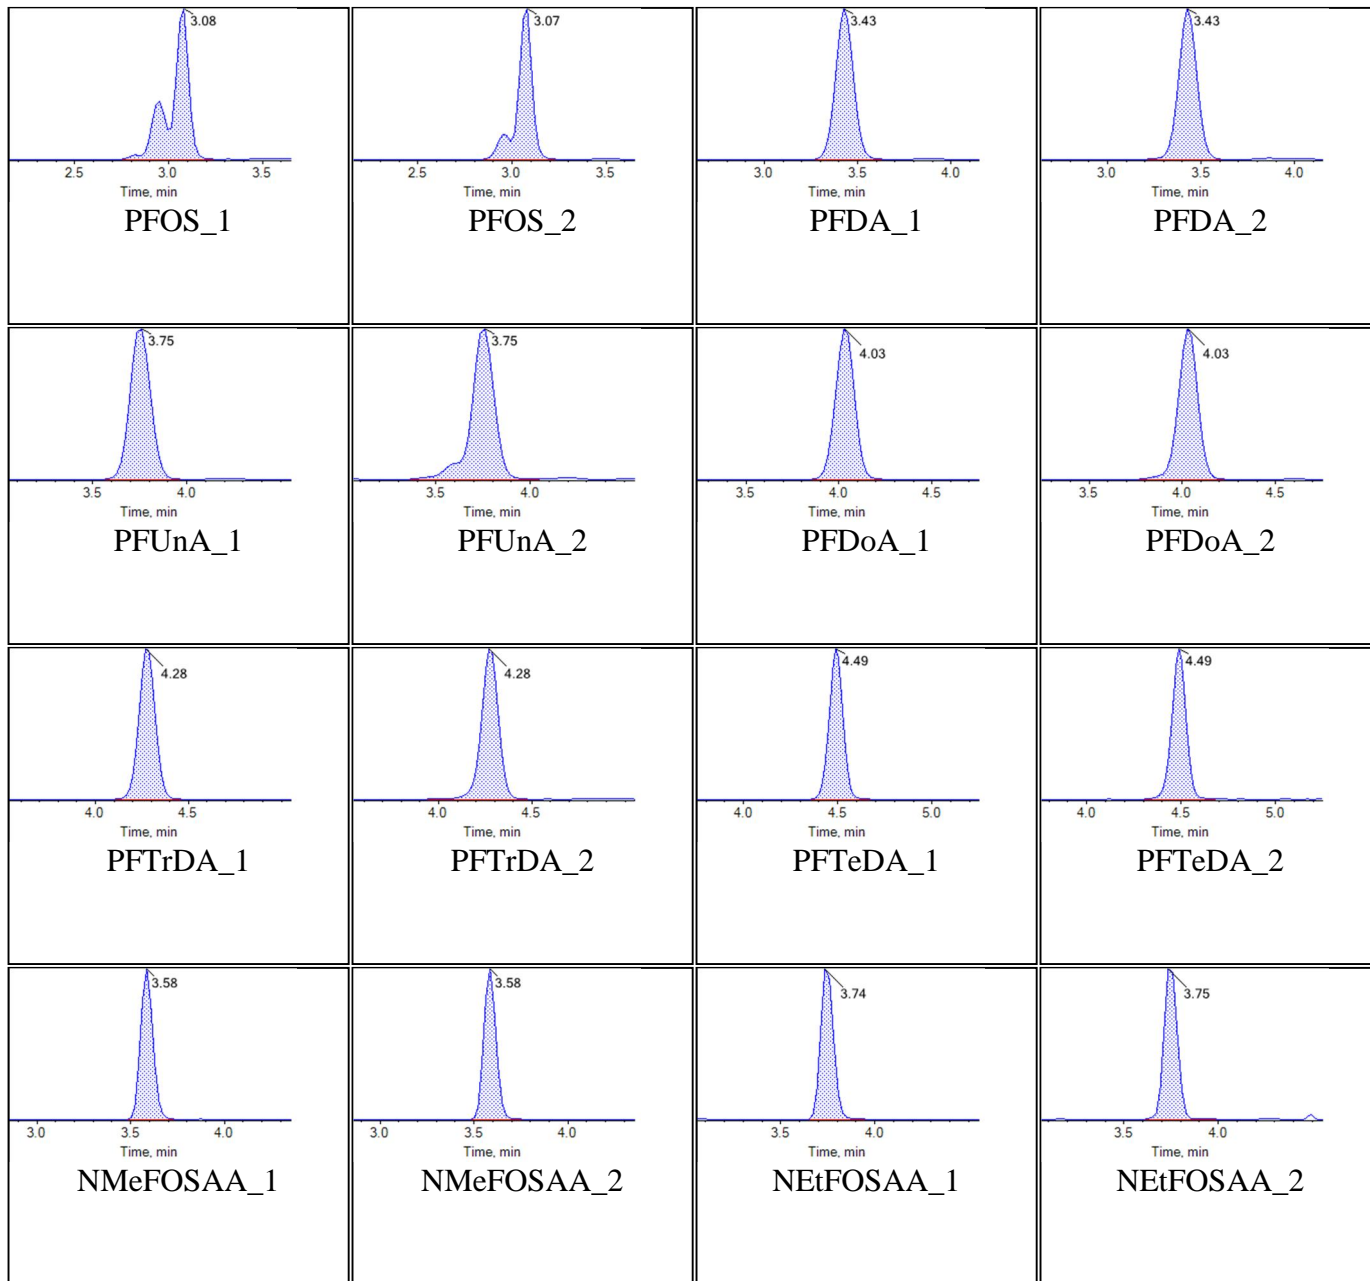 3.08
2.5 3.0 3.5
Time, min
PFOS_1
3.07
2.5 3.0 3.5
Time, min
PFOS_2
3.43
3.0 3.5 4.0
Time, min
PFDA_1
3.43
3.0 3.5 4.0
Time, min
PFDA_2
3.75
3.5 4.0
Time, min
PFUnA_1
3.75
3.5 4.0
Time, min
PFUnA_2
4.03
3.5 4.0 4.5
Time, min
PFDoA_1
4.03
3.5 4.0 4.5
Time, min
PFDoA_2
4.28
4.0 4.5
Time, min
PFTrDA_1
4.28
4.0 4.5
Time, min
PFTrDA_2
4.49
4.0 4.5 5.0
Time, min
PFTeDA_1
4.49
4.0 4.5 5.0
Time, min
PFTeDA_2
3.58
3.0 3.5 4.0
Time, min
NMeFOSAA_1
3.58
3.0 3.5 4.0
Time, min
NMeFOSAA_2
3.74
3.5 4.0
Time, min
NEtFOSAA_1
3.75
3.5 4.0
Time, min
NEtFOSAA_2